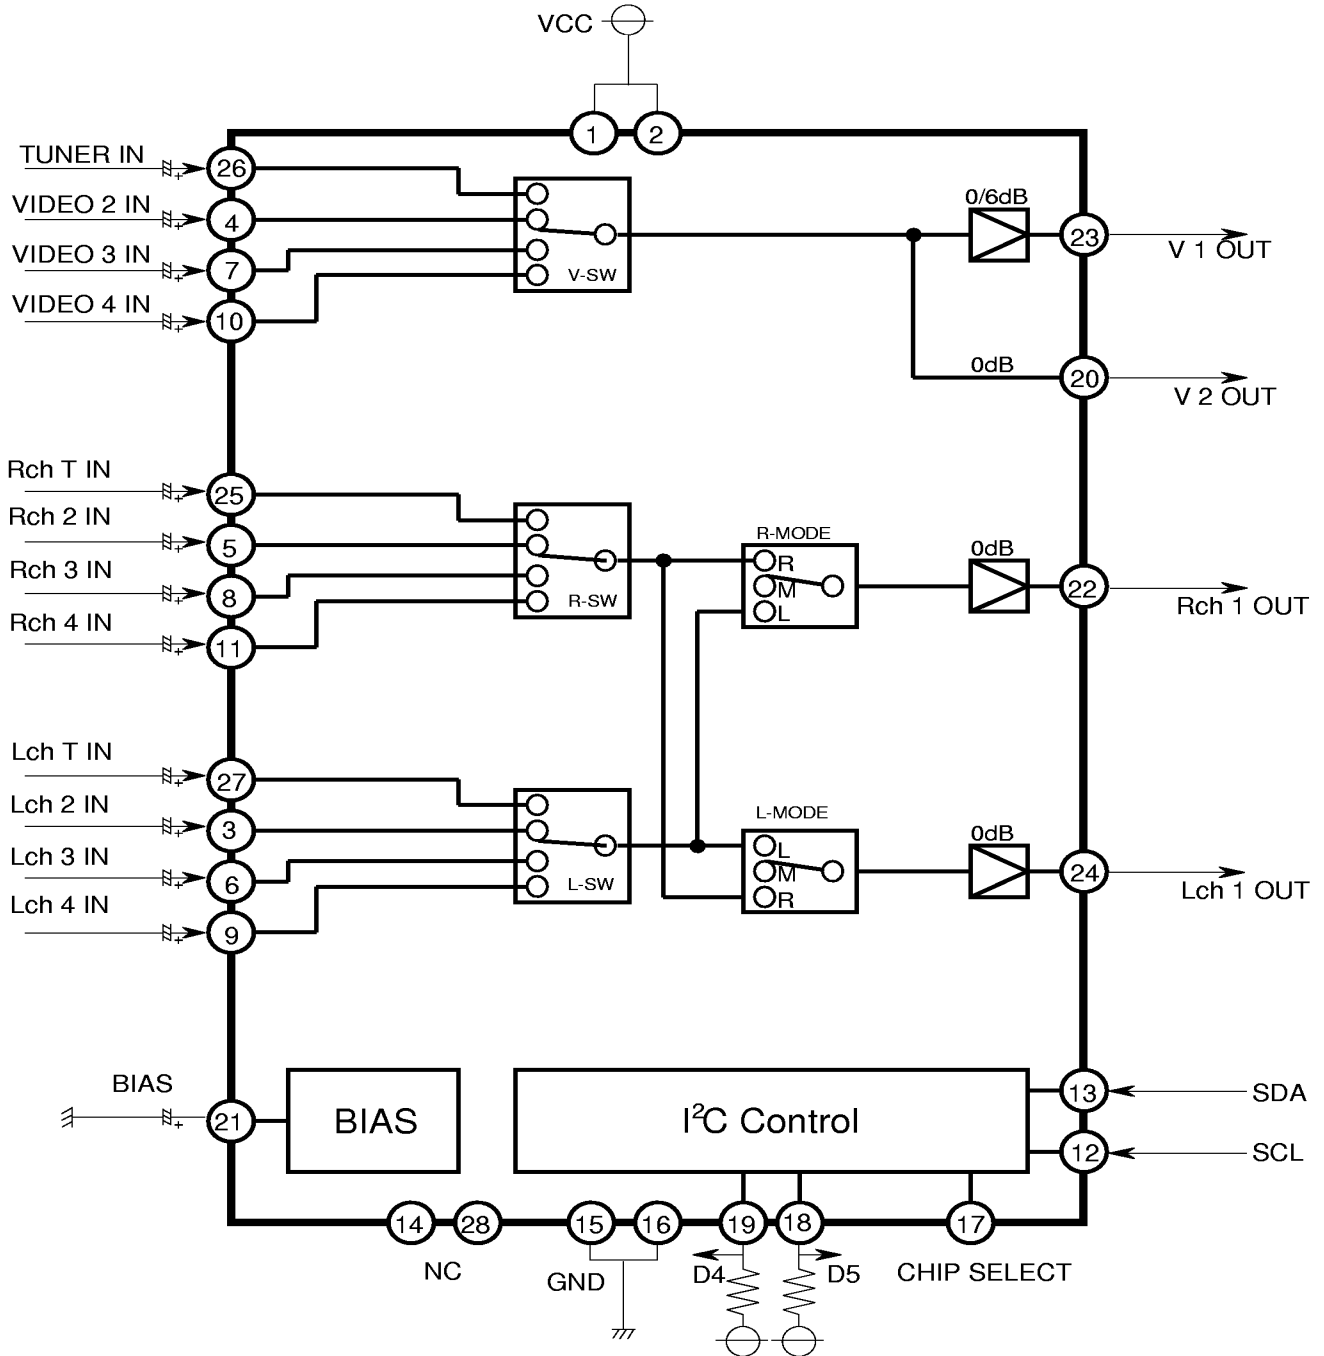 VCC
1 2
TUNER IN
26
VIDEO 2 IN
4
VIDEO 3 IN
7
VIDEO 4 IN
10
V-SW
0/6dB
23
V 1 OUT
0dB
20
V 2 OUT
Rch T IN
25
Rch 2 IN
5
Rch 3 IN
8
Rch 4 IN
11
R-SW
R-MODE
R
M
L
0dB
22
Rch 1 OUT
Lch T IN
27
Lch 2 IN
3
Lch 3 IN
6
Lch 4 IN
9
L-SW
L-MODE
L
M
R
0dB
24
Lch 1 OUT
BIAS
21
BIAS
I²C Control
13
SDA
12
SCL
14 28 15 16 19 18 17
NC
GND
D4
D5
CHIP SELECT